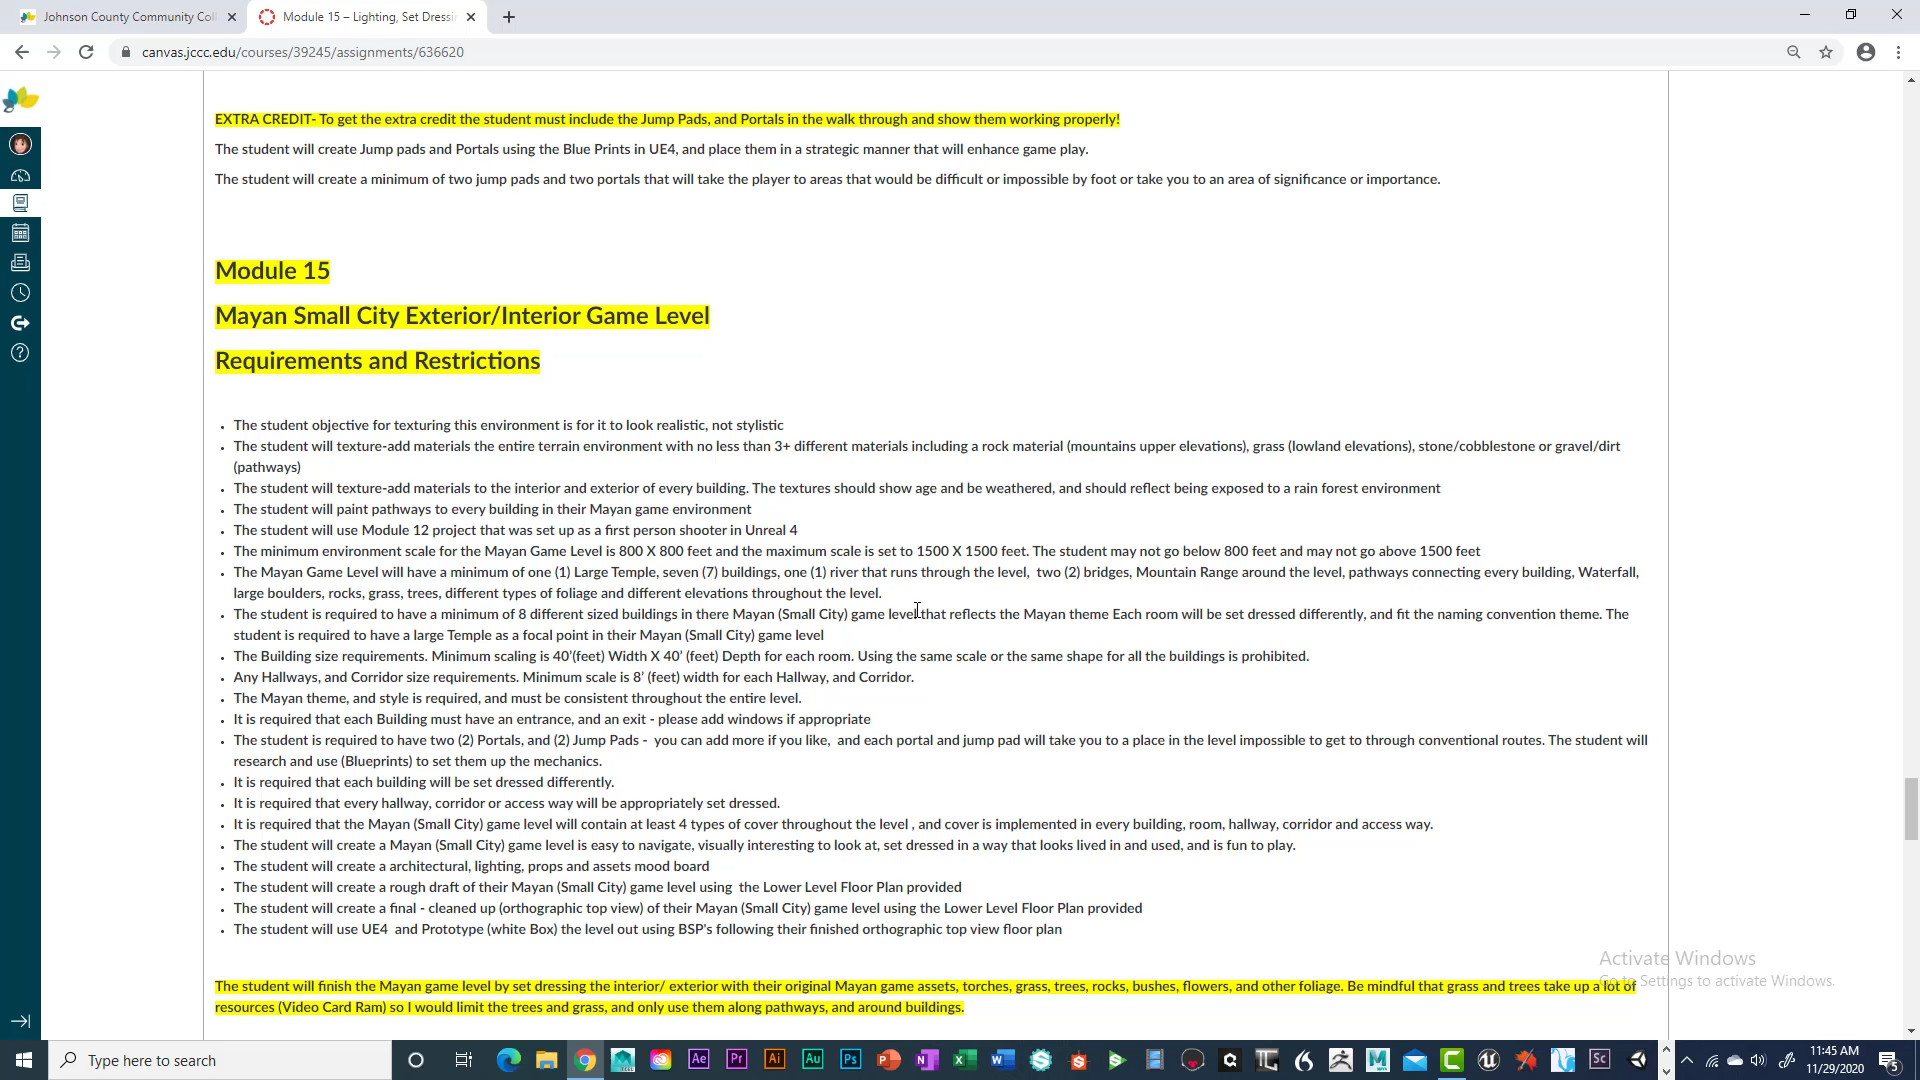 Johnson County Community Col
Module 15 – Lighting, Set Dressi
canvas.jccc.edu/courses/39245/assignments/636620
EXTRA CREDIT- To get the extra credit the student must include the Jump Pads, and Portals in the walk through and show them working properly!
The student will create Jump pads and Portals using the Blue Prints in UE4, and place them in a strategic manner that will enhance game play.
The student will create a minimum of two jump pads and two portals that will take the player to areas that would be difficult or impossible by foot or take you to an area of significance or importance.
Module 15
Mayan Small City Exterior/Interior Game Level
Requirements and Restrictions
The student objective for texturing this environment is for it to look realistic, not stylistic
The student will texture-add materials the entire terrain environment with no less than 3+ different materials including a rock material (mountains upper elevations), grass (lowland elevations), stone/cobblestone or gravel/dirt
(pathways)
The student will texture-add materials to the interior and exterior of every building. The textures should show age and be weathered, and should reflect being exposed to a rain forest environment
The student will paint pathways to every building in their Mayan game environment
The student will use Module 12 project that was set up as a first person shooter in Unreal 4
The minimum environment scale for the Mayan Game Level is 800 X 800 feet and the maximum scale is set to 1500 X 1500 feet. The student may not go below 800 feet and may not go above 1500 feet
The Mayan Game Level will have a minimum of one (1) Large Temple, seven (7) buildings, one (1) river that runs through the level, two (2) bridges, Mountain Range around the level, pathways connecting every building, Waterfall,
large boulders, rocks, grass, trees, different types of foliage and different elevations throughout the level.
The student is required to have a minimum of 8 different sized buildings in there Mayan (Small City) game level that reflects the Mayan theme Each room will be set dressed differently, and fit the naming convention theme. The
student is required to have a large Temple as a focal point in their Mayan (Small City) game level
The Building size requirements. Minimum scaling is 40'(feet) Width X 40' (feet) Depth for each room. Using the same scale or the same shape for all the buildings is prohibited.
Any Hallways, and Corridor size requirements. Minimum scale is 8' (feet) width for each Hallway, and Corridor.
The Mayan theme, and style is required, and must be consistent throughout the entire level.
It is required that each Building must have an entrance, and an exit - please add windows if appropriate
The student is required to have two (2) Portals, and (2) Jump Pads - you can add more if you like, and each portal and jump pad will take you to a place in the level impossible to get to through conventional routes. The student will
research and use (Blueprints) to set them up the mechanics.
It is required that each building will be set dressed differently.
It is required that every hallway, corridor or access way will be appropriately set dressed.
It is required that the Mayan (Small City) game level will contain at least 4 types of cover throughout the level , and cover is implemented in every building, room, hallway, corridor and access way.
The student will create a Mayan (Small City) game level is easy to navigate, visually interesting to look at, set dressed in a way that looks lived in and used, and is fun to play.
The student will create a architectural, lighting, props and assets mood board
The student will create a rough draft of their Mayan (Small City) game level using the Lower Level Floor Plan provided
The student will create a final - cleaned up (orthographic top view) of their Mayan (Small City) game level using the Lower Level Floor Plan provided
The student will use UE4 and Prototype (white Box) the level out using BSP's following their finished orthographic top view floor plan
The student will finish the Mayan game level by set dressing the interior/ exterior with their original Mayan game assets, torches, grass, trees, rocks, bushes, flowers, and other foliage. Be mindful that grass and trees take up a lot of
resources (Video Card Ram) so I would limit the trees and grass, and only use them along pathways, and around buildings.
Activate Windows
Go to Settings to activate Windows.
Type here to search
Ae
Pr
Ai
Au
Ps
Sc
11:45 AM
11/29/2020
5